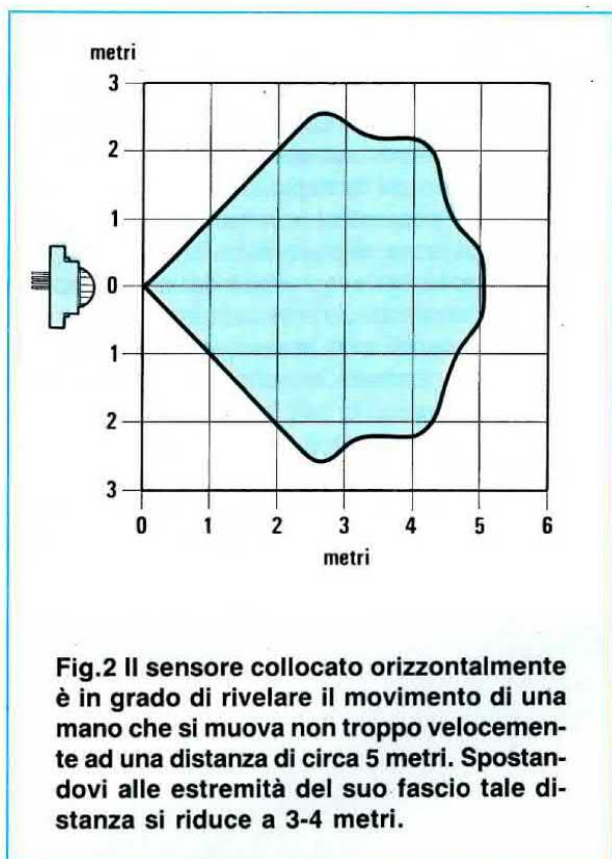 metri
3
2
1
0
1
2
3
0 1 2 3 4 5 6
metri
Fig.2 Il sensore collocato orizzontalmente
è in grado di rivelare il movimento di una
mano che si muova non troppo velocemen-
te ad una distanza di circa 5 metri. Spostan-
dovi alle estremità del suo fascio tale di-
stanza si riduce a 3-4 metri.